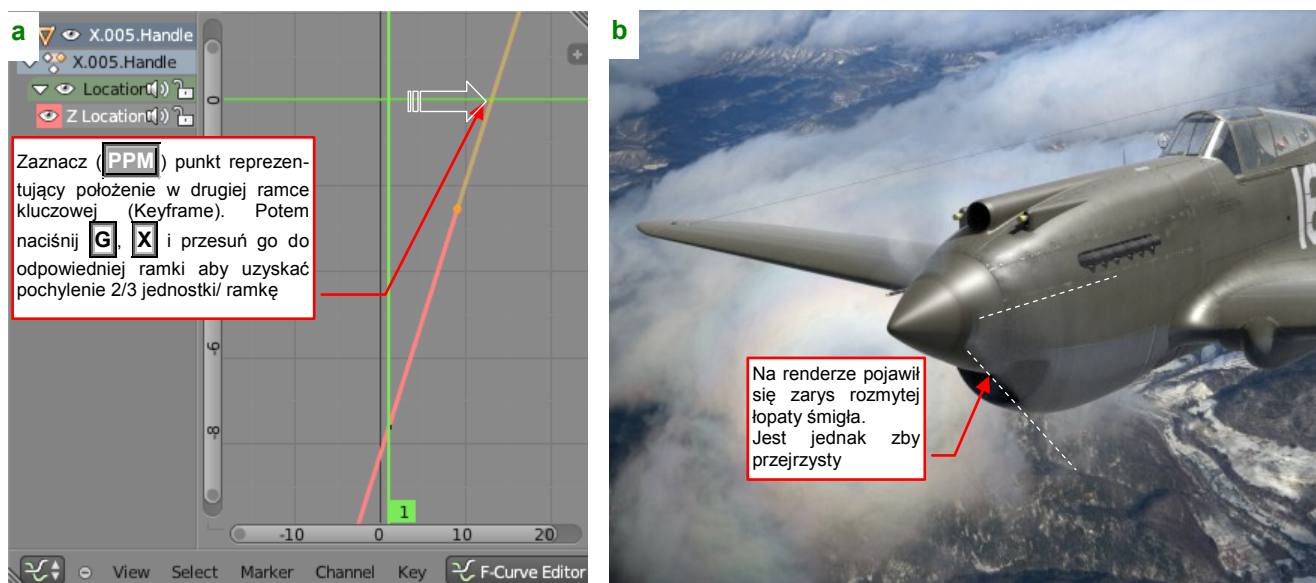 a
X.005.Handle
X.005.Handle
Location
Z Location
0
Zaznacz (PPM) punkt reprezen-
tujący położenie w drugiej ramce
kluczowej (Keyframe). Potem
naciśnij G, X i przesuń go do
odpowiedniej ramki aby uzyskać
pochylenie 2/3 jednostki/ ramkę
-6
-8
1
-10 0 10 20
View Select Marker Channel Key F-Curve Editor
b
Na renderze pojawił
się zarys rozmytej
łopaty śmigła.
Jest jednak zby
przejrzysty